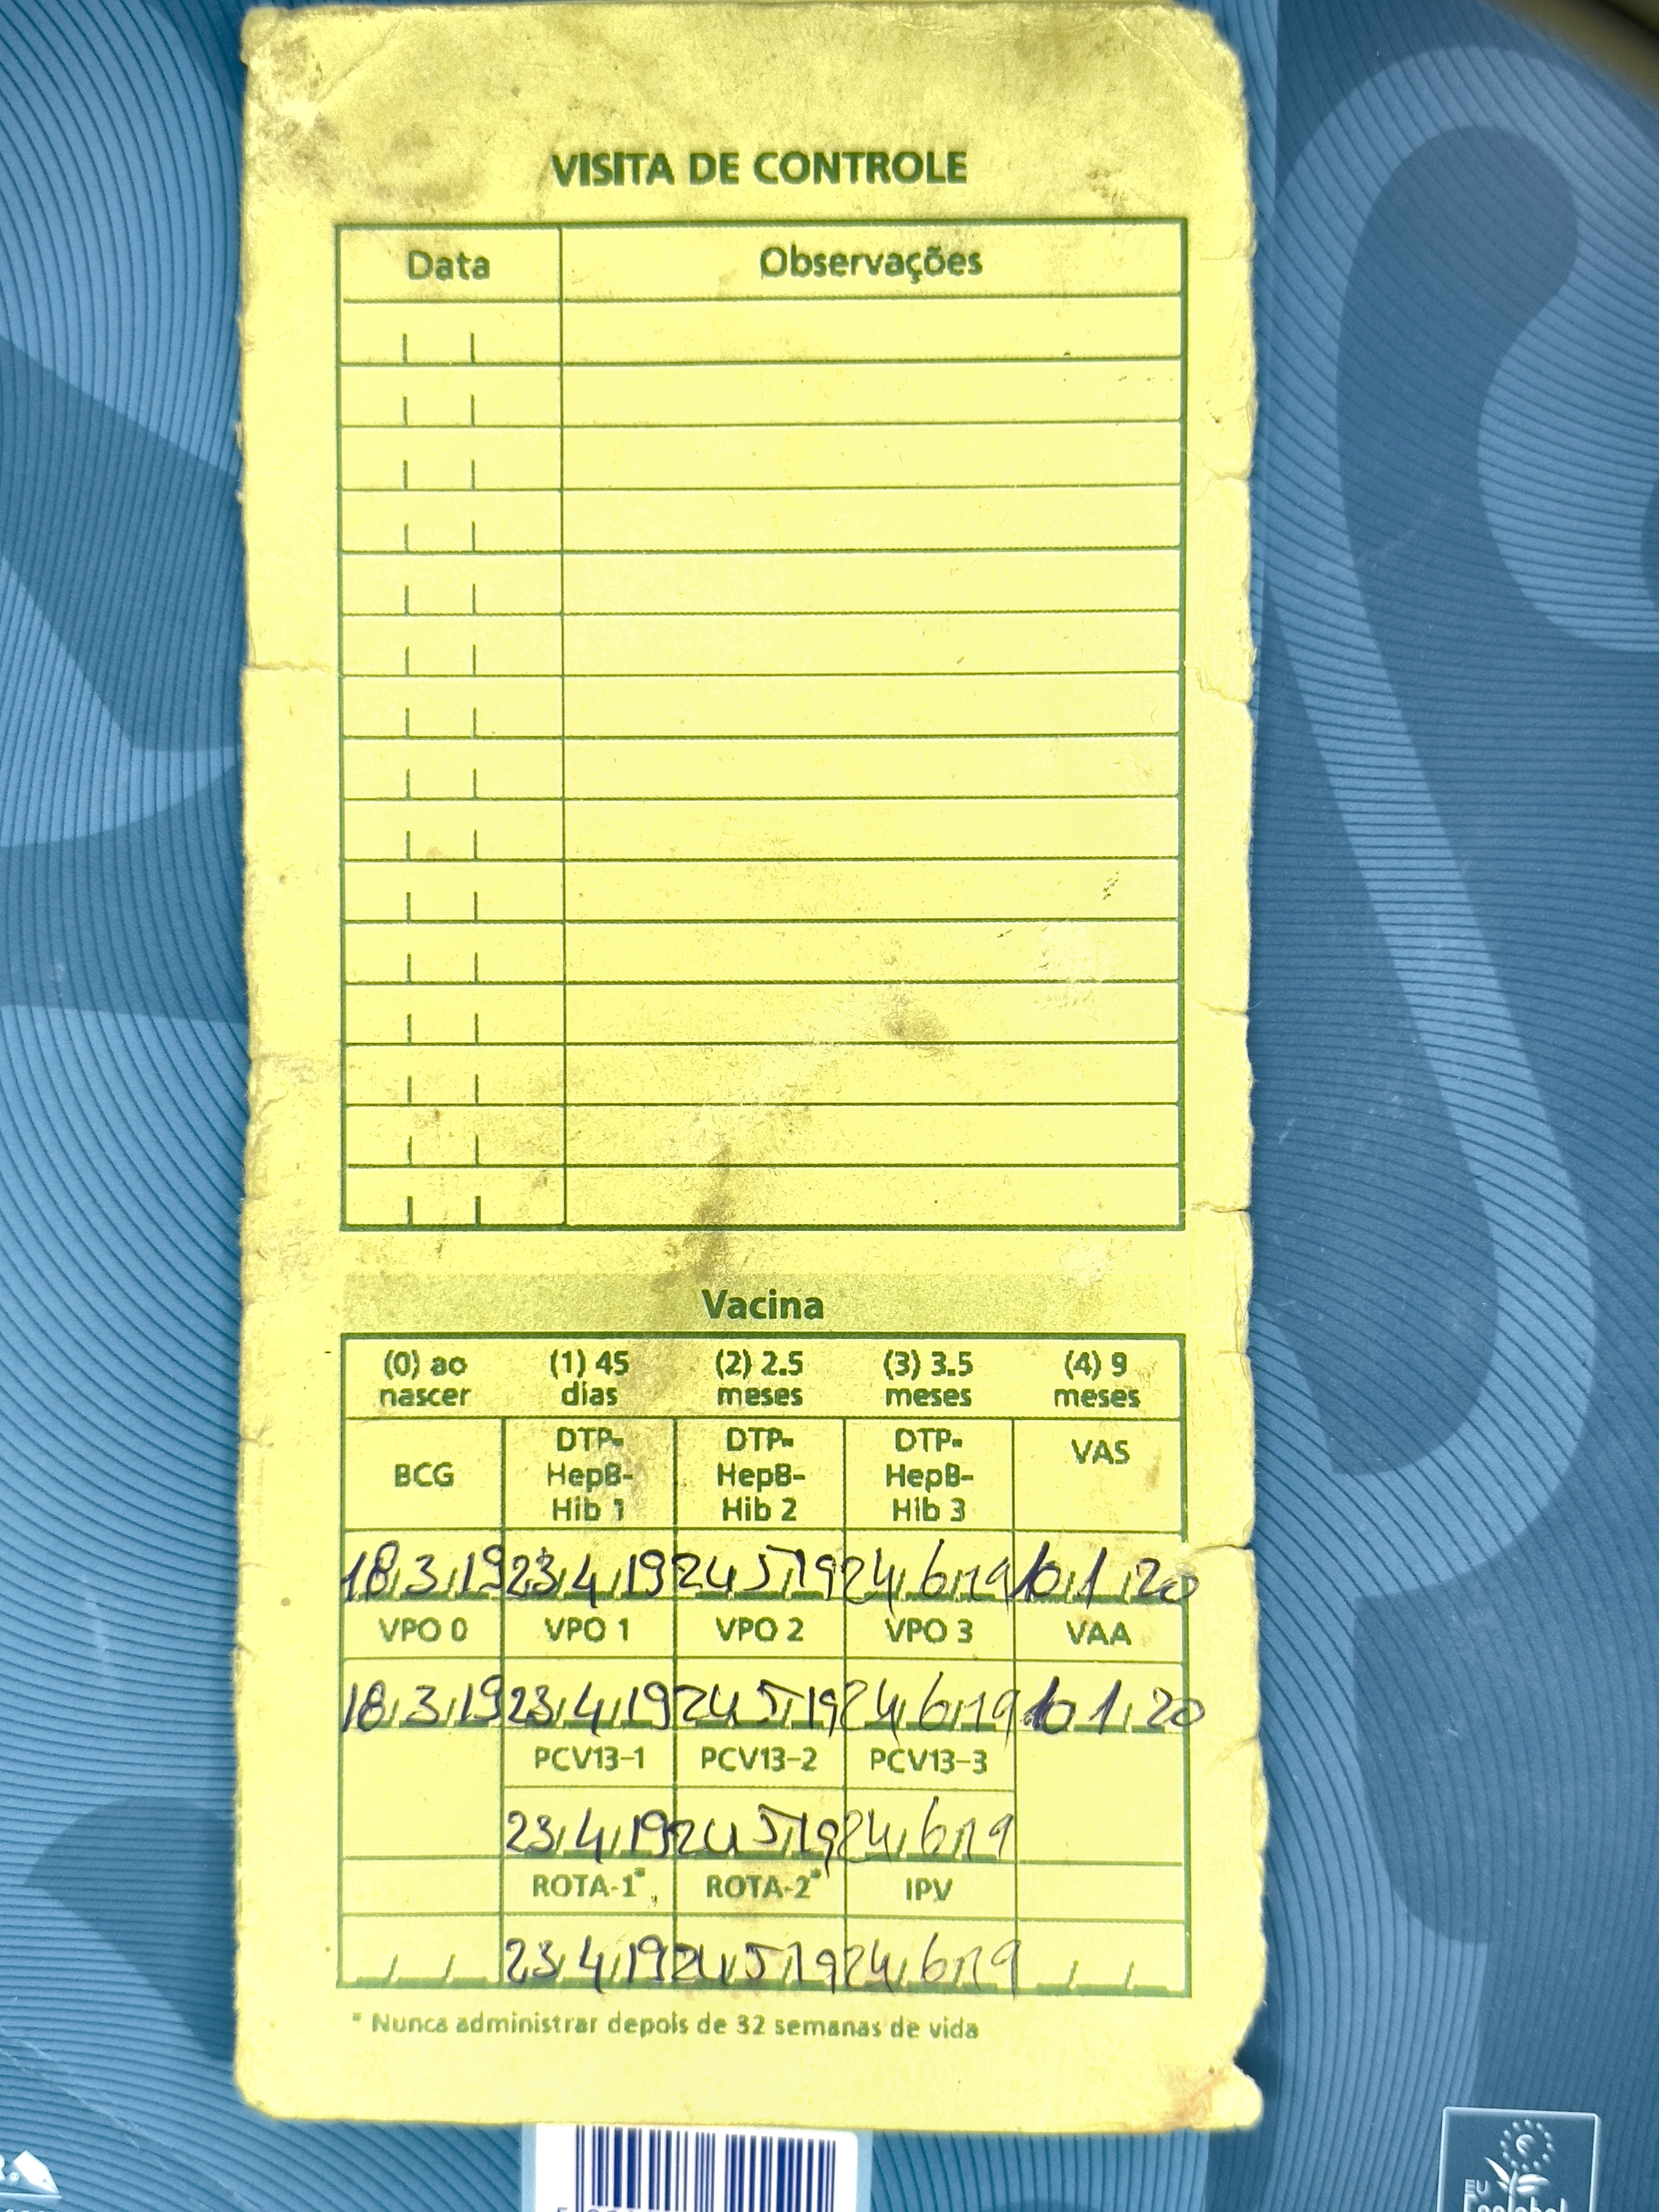 VISITA DE CONTROLE
Data Observações
Vacina
(0) ao nascer (1) 45 dias (2) 2.5 meses (3) 3.5 meses (4) 9 meses
BCG DTP-HepB-Hib 1 DTP-HepB-Hib 2 DTP-HepB-Hib 3 VAS
18/3/19 23/4/19 24/5/19 24/6/19 10/1/20
VPO 0 VPO 1 VPO 2 VPO 3 VAA
18/3/19 23/4/19 24/5/19 24/6/19 10/1/20
PCV13-1 PCV13-2 PCV13-3
23/4/19 24/5/19 24/6/19
ROTA-1* ROTA-2* IPV
23/4/19 24/5/19 24/6/19
* Nunca administrar depois de 32 semanas de vida
EU